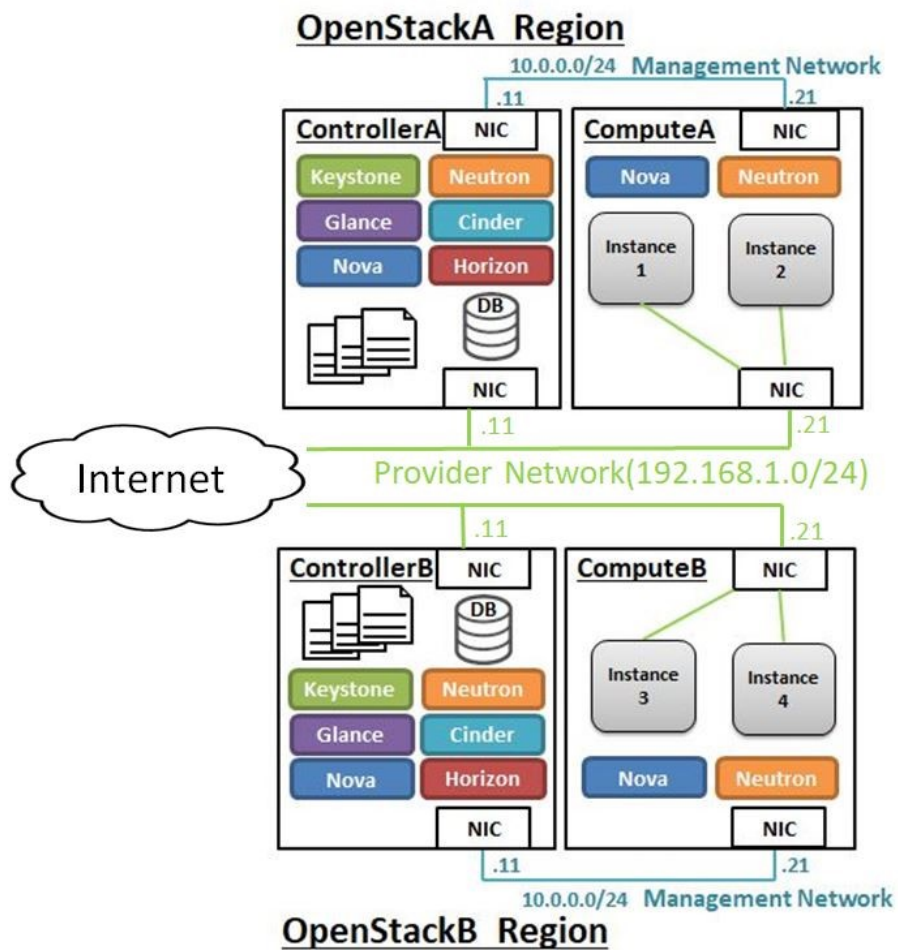 OpenStackA Region
10.0.0.0/24 Management Network
.11
.21
ControllerA
NIC
Keystone
Neutron
Glance
Cinder
Nova
Horizon
DB
NIC
ComputeA
NIC
Nova
Neutron
Instance
1
Instance
2
NIC
.11
.21
Internet
Provider Network(192.168.1.0/24)
.11
.21
ControllerB
NIC
DB
Keystone
Neutron
Glance
Cinder
Nova
Horizon
NIC
ComputeB
NIC
Instance
3
Instance
4
Nova
Neutron
NIC
.11
.21
10.0.0.0/24 Management Network
OpenStackB Region